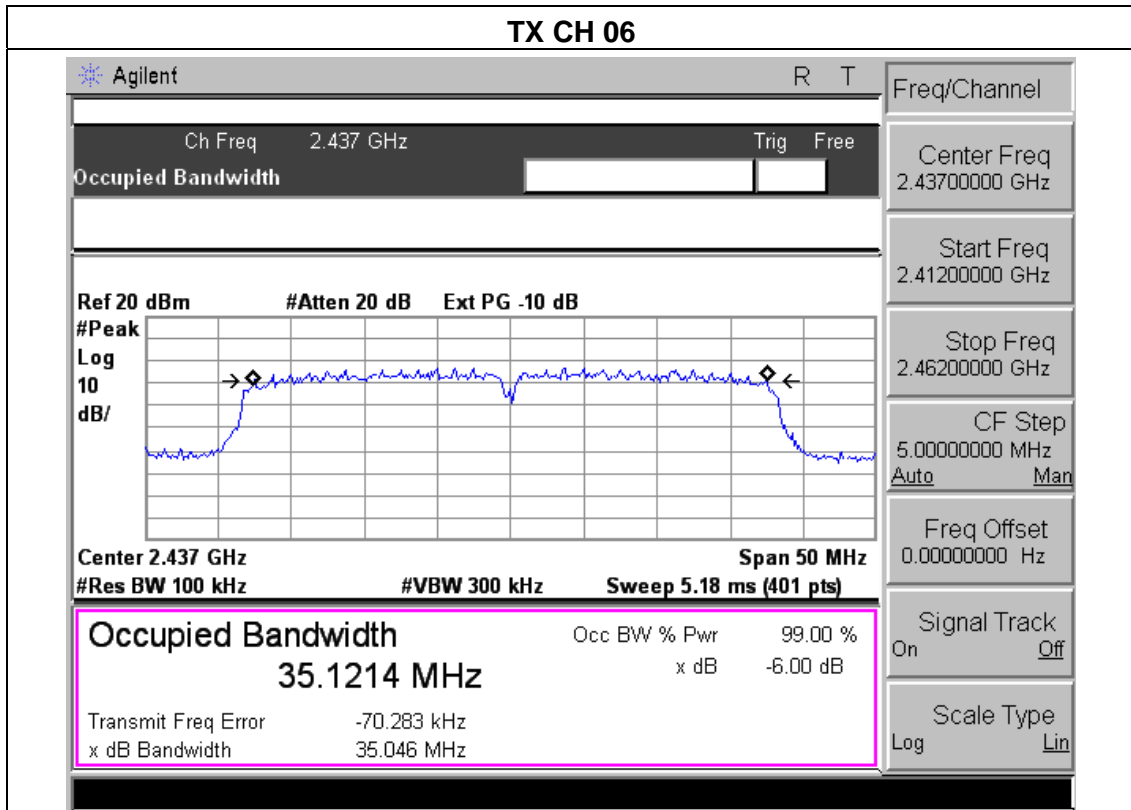 TX CH 06
Agilent R T
Freq/Channel
Ch Freq 2.437 GHz Trig Free
Occupied Bandwidth
Center Freq
2.43700000 GHz
Start Freq
2.41200000 GHz
Ref 20 dBm #Atten 20 dB Ext PG -10 dB
#Peak
Log
10
dB/
Stop Freq
2.46200000 GHz
CF Step
5.00000000 MHz
Auto Man
Center 2.437 GHz Span 50 MHz
#Res BW 100 kHz #VBW 300 kHz Sweep 5.18 ms (401 pts)
Freq Offset
0.00000000 Hz
Occupied Bandwidth Occ BW % Pwr 99.00 %
35.1214 MHz x dB -6.00 dB
Transmit Freq Error -70.283 kHz
x dB Bandwidth 35.046 MHz
Signal Track
On Off
Scale Type
Log Lin